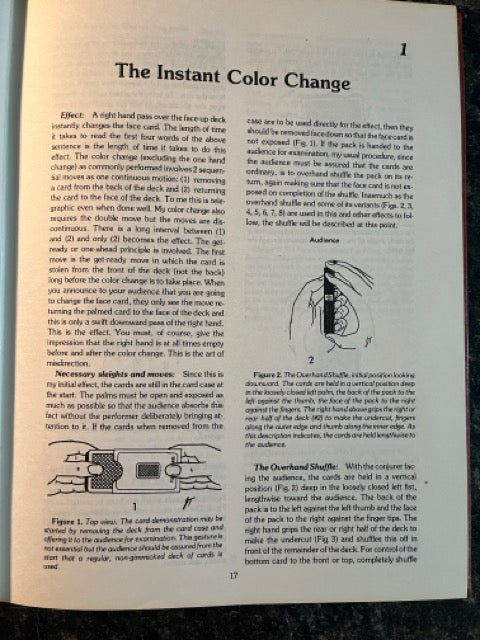 1
The Instant Color Change
Effect: A right hand pass over the face-up deck
instantly changes the face card. The length of time
it takes to read the first four words of the above
sentence is the length of time it takes to do this
effect. The color change (excluding the one hand
change) as commonly performed involves 2 sequen-
tial moves as one continuous motion: (1) removing
a card from the back of the deck and (2) returning
the card to the face of the deck. To me this is tele-
graphic even when done well. My color change also
requires the double move but the moves are dis-
continuous. There is a long interval between (1)
and (2) and only (2) becomes the effect. The get-
ready or one-ahead principle is involved. The first
move is the get-ready move in which the card is
stolen from the front of the deck (not the back)
long before the color change is to take place. When
you announce to your audience that you are going
to change the face card, they only see the move re-
turning the palmed card to the face of the deck and
this is only a swift downward pass of the right hand.
This is the effect. You must, of course, give the
impression that the right hand is at all times empty
before and after the color change. This is the art of
misdirection.
Necessary sleights and moves: Since this is
my initial effect, the cards are still in the card case at
the start. The palms must be open and exposed as
much as possible so that the audience absorbs this
fact without the performer deliberately bringing at-
tention to it. If the cards when removed from the
1
Figure 1. Top view. The card demonstration may be
started by removing the deck from the card case and
offering it to the audience for examination. This gesture is
not essential but the audience should be assured from the
start that a regular, non-gimmicked deck of cards is
used.
case are to be used directly for the effect, then they
should be removed face down so that the face card is
not exposed (Fig. 1). If the pack is handed to the
audience for examination, my usual procedure, since
the audience must be assured that the cards are
ordinary, is to overhand shuffle the pack on its re-
turn, again making sure that the face card is not ex-
posed on completion of the shuffle. Inasmuch as the
overhand shuffle and some of its variants (Figs. 2, 3,
4, 5, 6, 7, 8) are used in this and other effects to fol-
low, the shuffle will be described at this point.
Audience
2
Figure 2. The Overhand Shuffle, initial position looking
downward. The cards are held in a vertical position deep
in the loosely closed left palm, the back of the pack to the
left against the thumb, the face of the pack to the right
against the fingers. The right hand above grips the right or
rear half of the deck (#2) to make the undercut, fingers
along the outer edge and thumb along the inner edge. As
this description indicates, the cards are held lengthwise to
the audience.
The Overhand Shuffle: With the conjurer fac-
ing the audience, the cards are held in a vertical
position (Fig. 2) deep in the loosely closed left fist,
lengthwise toward the audience. The back of the
pack is to the left against the left thumb and the face
of the pack to the right against the finger tips. The
right hand grips the rear or right half of the deck to
make the undercut (Fig. 3) and shuffles this off in
front of the remainder of the deck. For control of the
bottom card to the front or top, completely shuffle
17